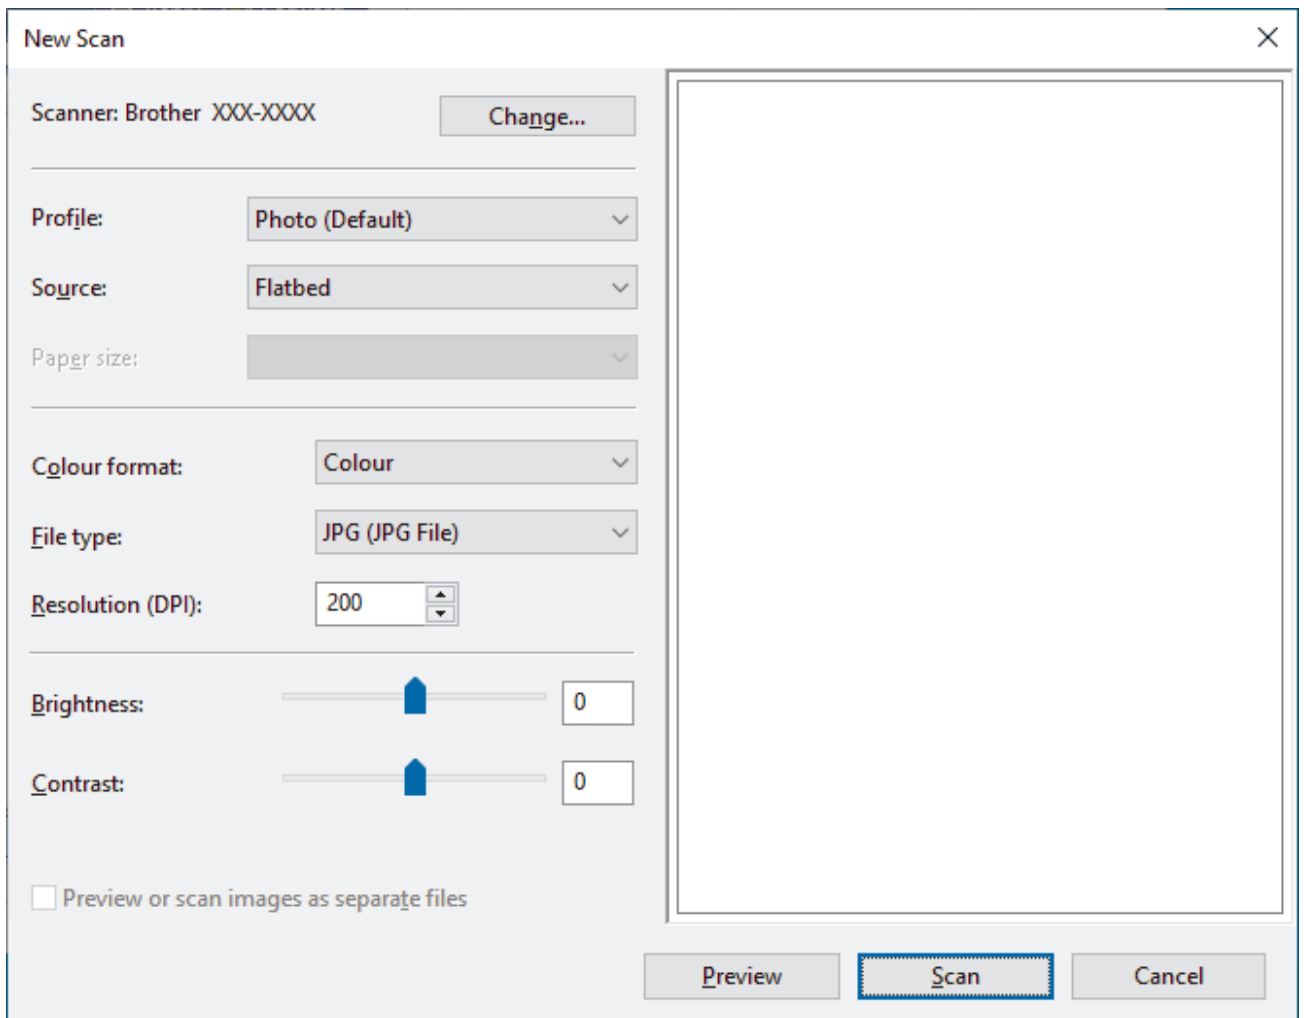 New Scan
Scanner: Brother XXX-XXXX
Change...
Profile:
Photo (Default)
Source:
Flatbed
Paper size:
Colour format:
Colour
File type:
JPG (JPG File)
Resolution (DPI):
200
Brightness:
0
Contrast:
0
Preview or scan images as separate files
Preview
Scan
Cancel